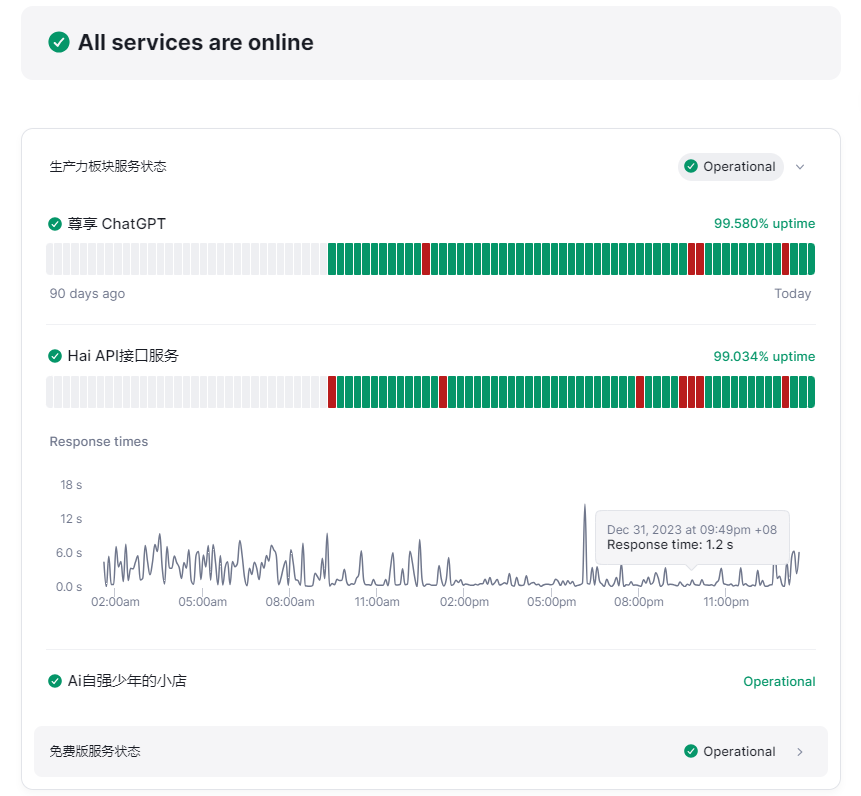 All services are online
生产力板块服务状态 Operational
尊享 ChatGPT 99.580% uptime
90 days ago Today
Hai API接口服务 99.034% uptime
Response times
18 s
12 s
6.0 s
0.0 s
Dec 31, 2023 at 09:49pm +08
Response time: 1.2 s
02:00am 05:00am 08:00am 11:00am 02:00pm 05:00pm 08:00pm 11:00pm
Ai自强少年的小店 Operational
免费版服务状态 Operational